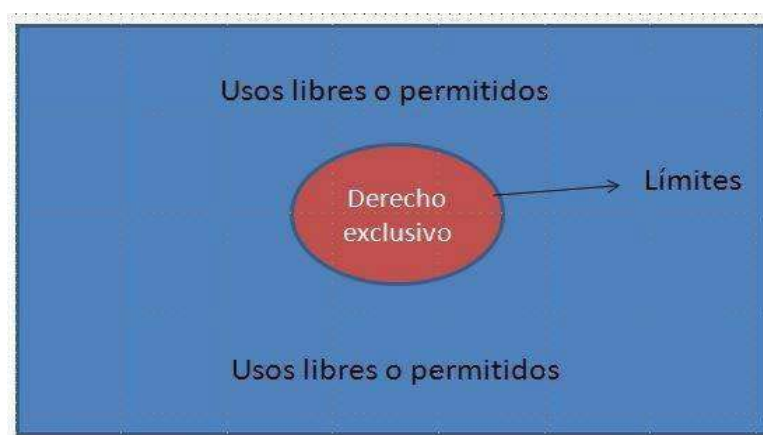 Usos libres o permitidos
Límites
Derecho
exclusivo
Usos libres o permitidos